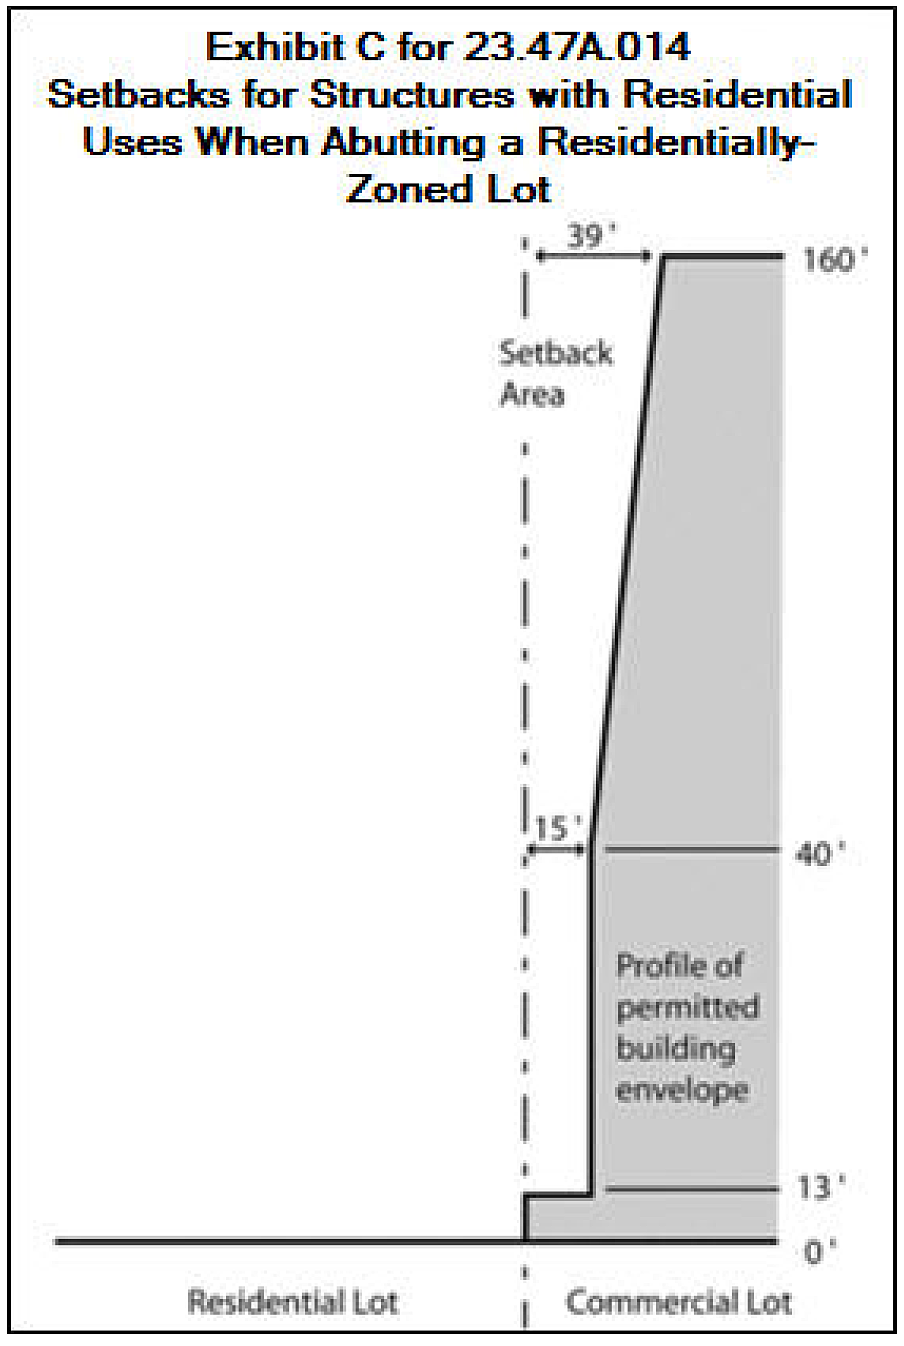 Exhibit C for 23.47A.014
Setbacks for Structures with Residential
Uses When Abutting a Residentially-
Zoned Lot
39'
160'
Setback
Area
15'
40'
Profile of
permitted
building
envelope
13'
0'
Residential Lot
Commercial Lot